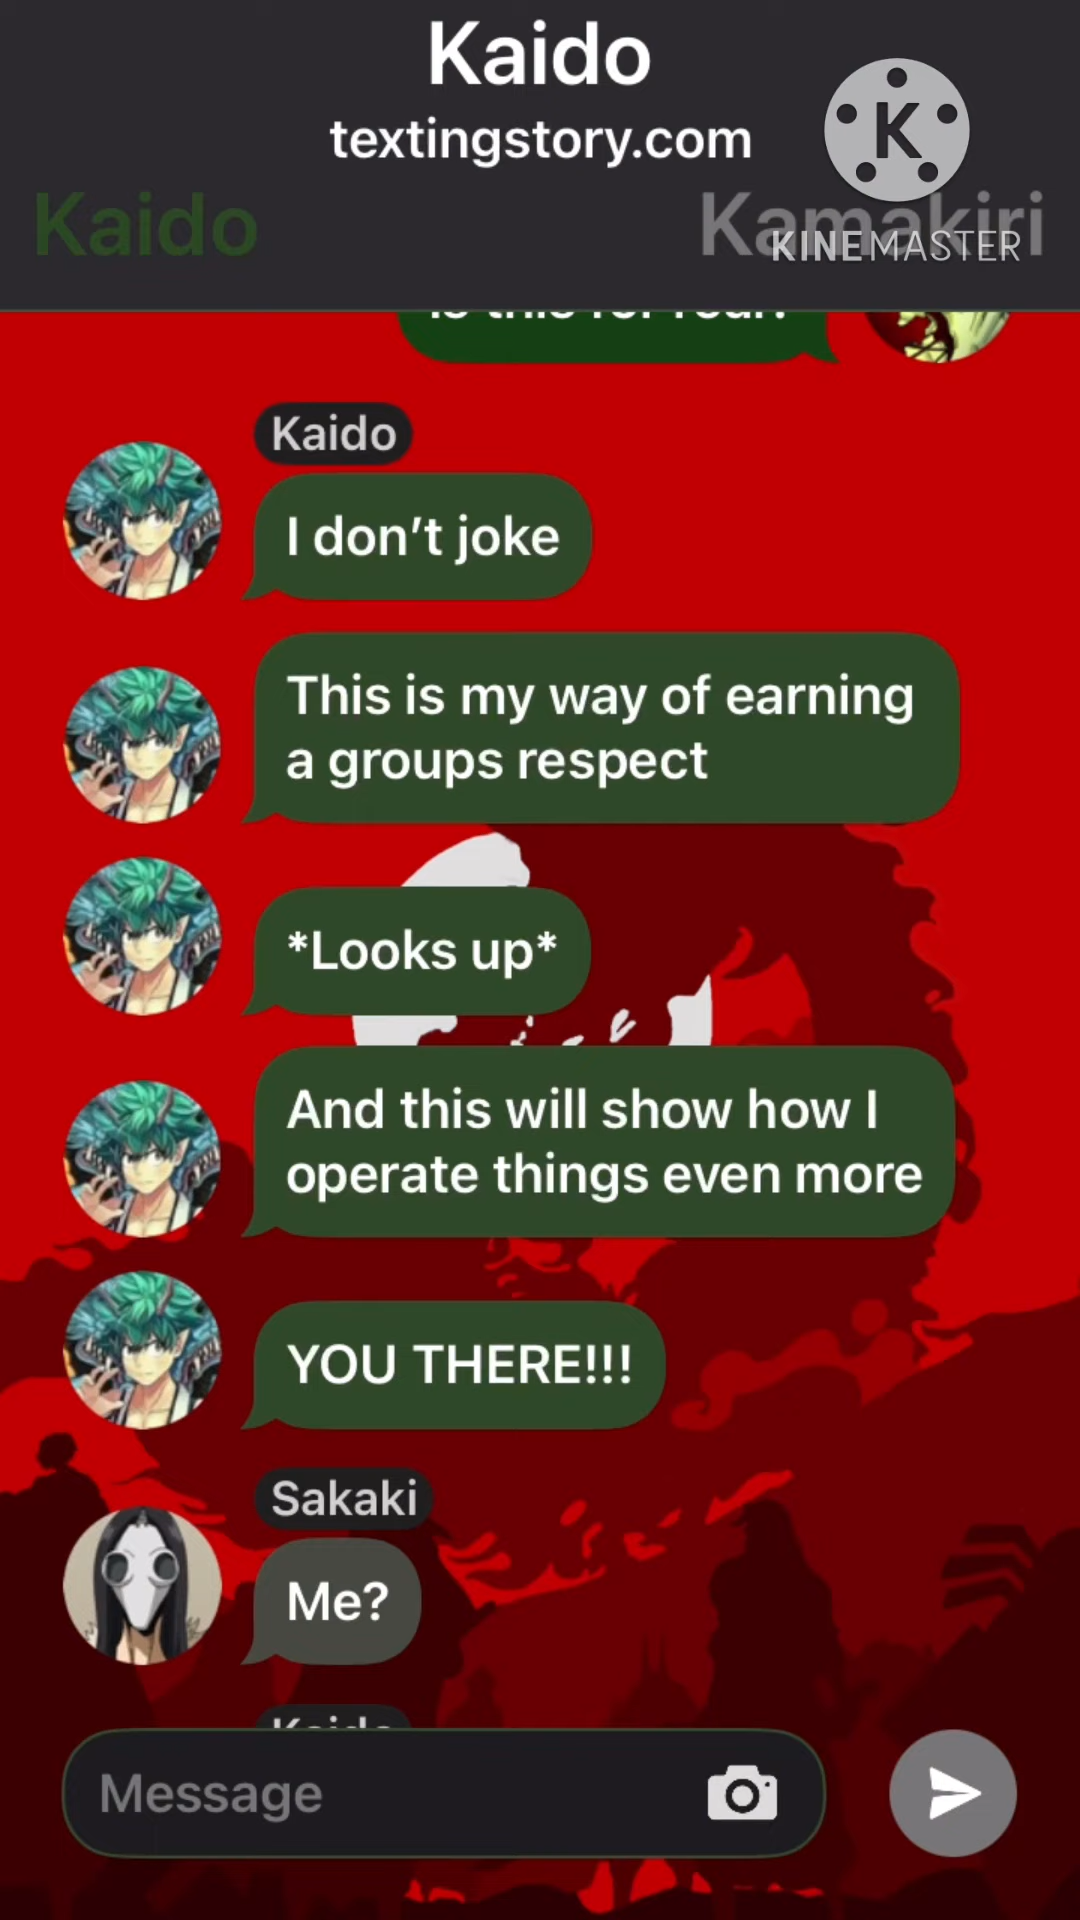 Kaido
textingstory.com
K
Kaido
Kamakiri
KINEMASTER
Kaido
I don’t joke
This is my way of earning
a groups respect
*Looks up*
And this will show how I
operate things even more
YOU THERE!!!
Sakaki
Me?
Kaido
Message